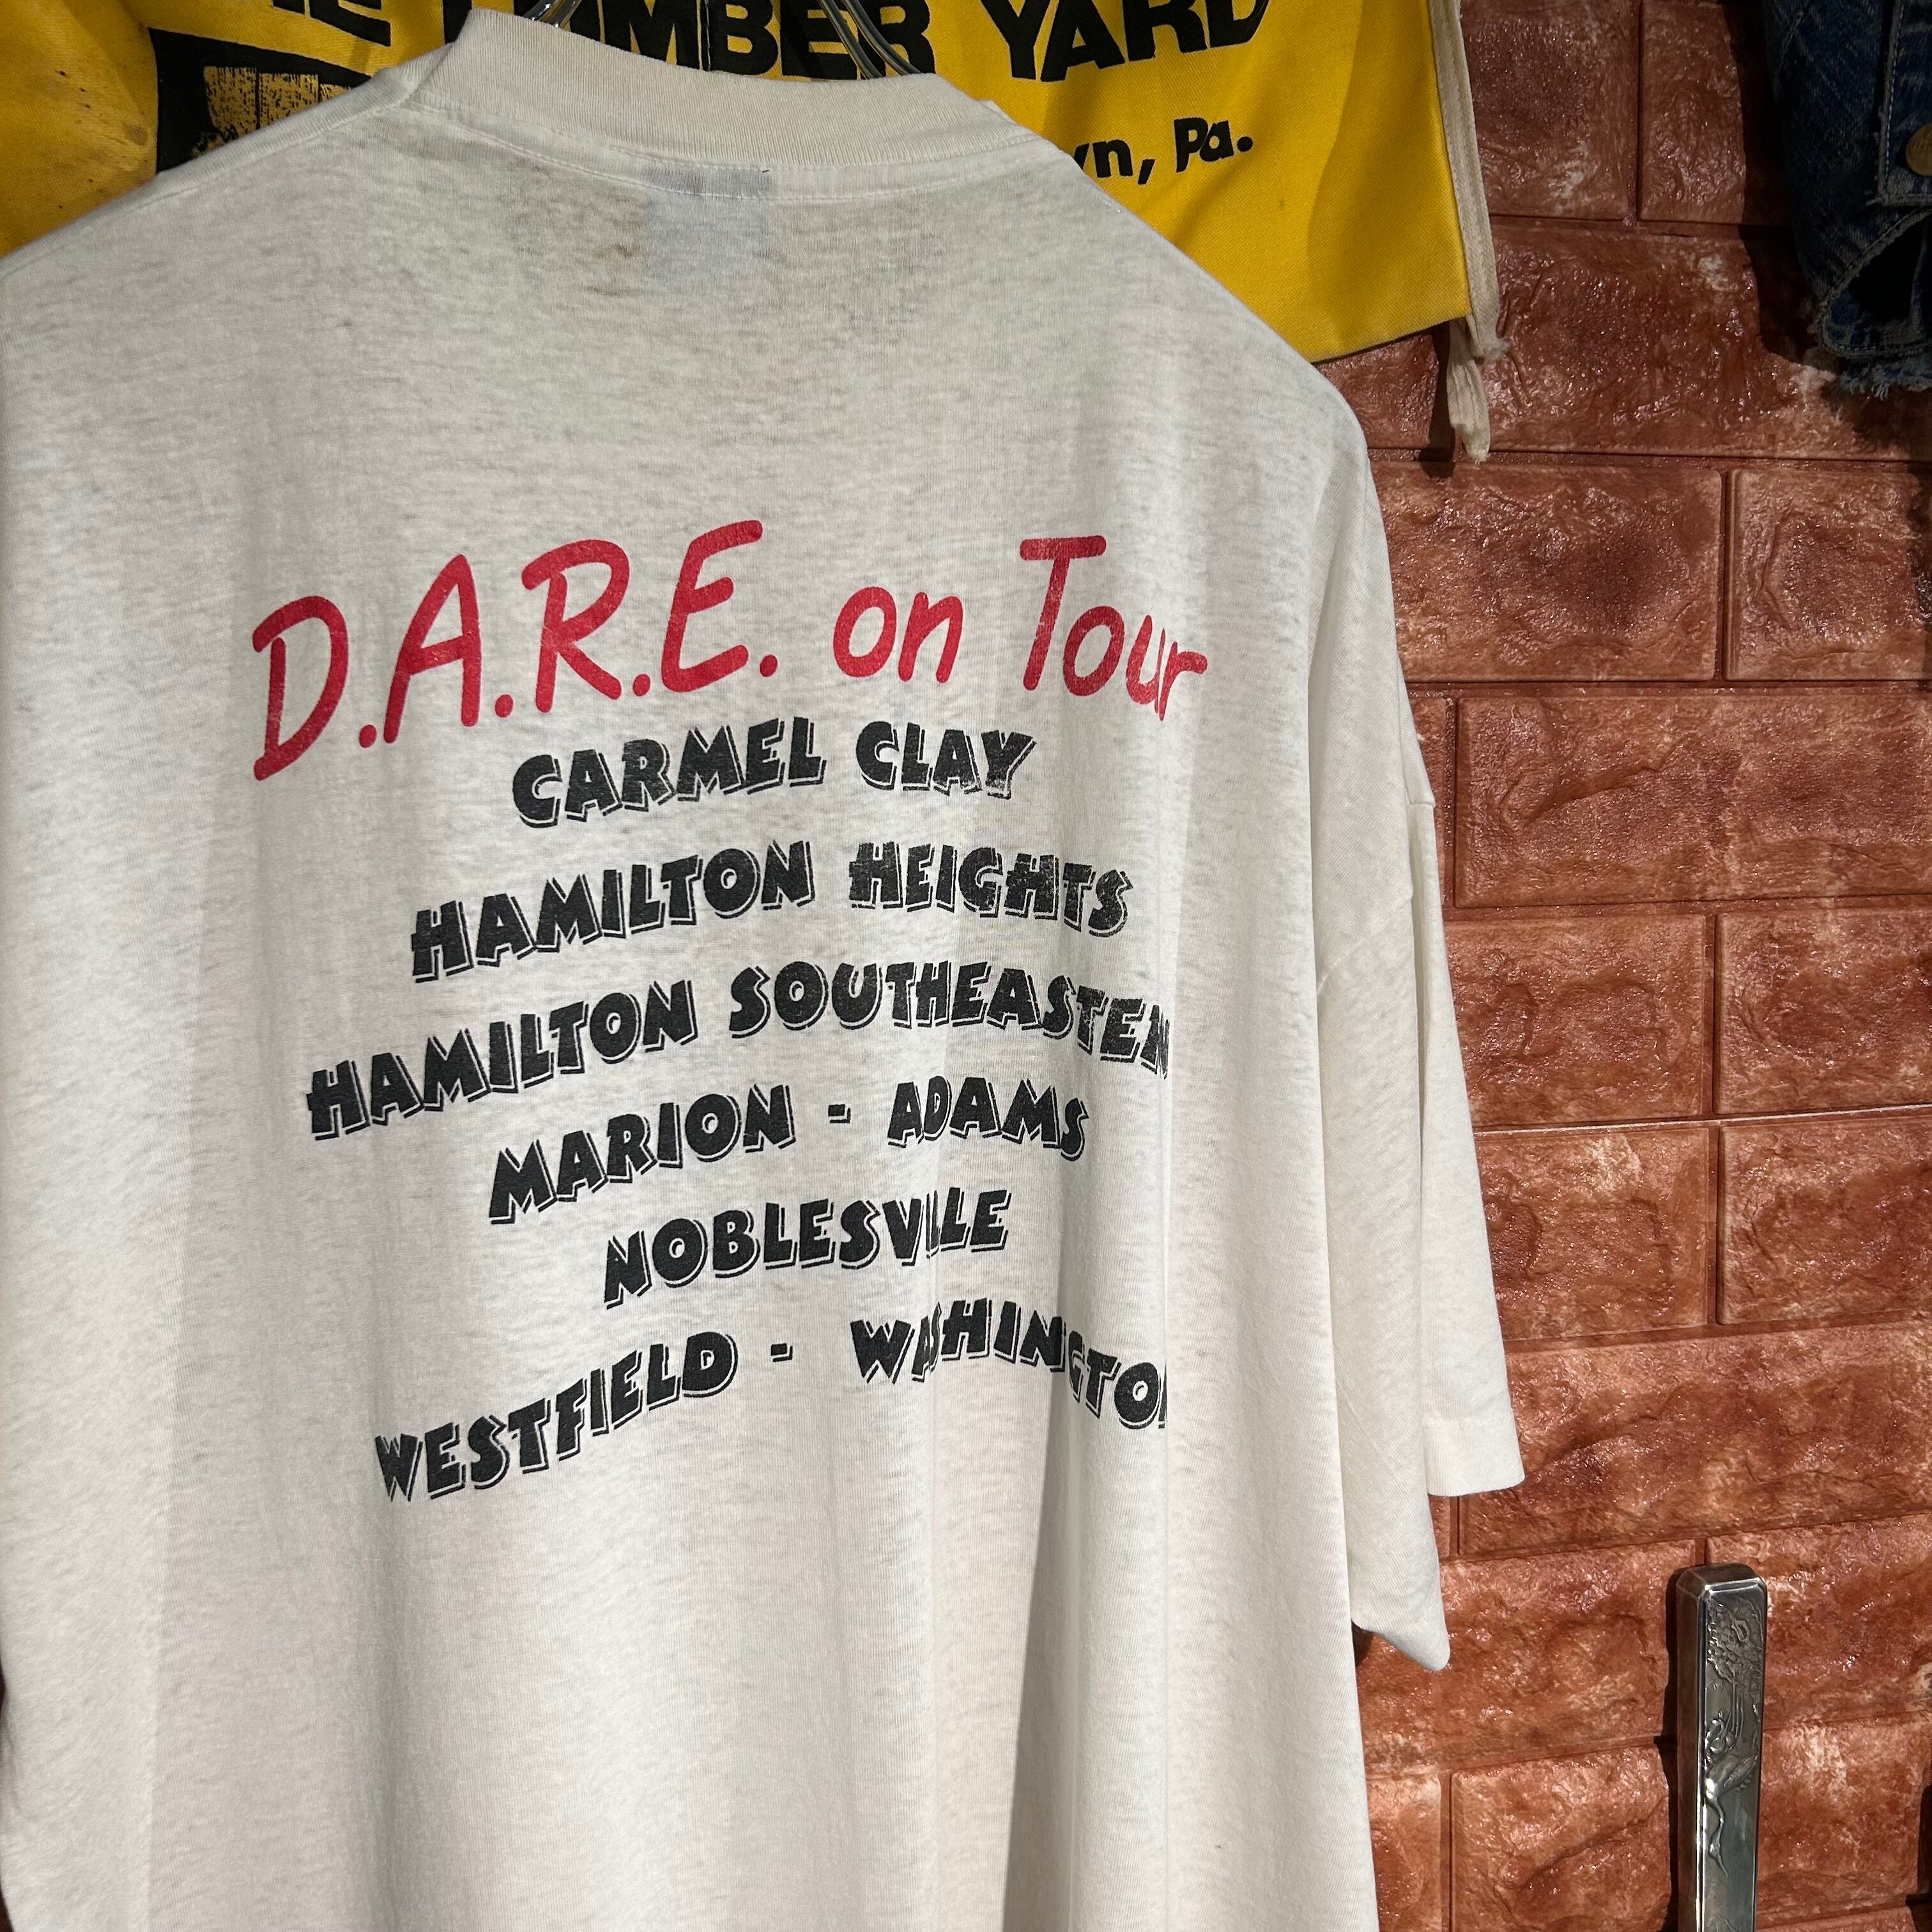 LUMBER YARD
Pa.
D.A.R.E. on Tour
CARMEL CLAY
HAMILTON HEIGHTS
HAMILTON SOUTHEASTERN
MARION - ADAMS
NOBLESVILLE
WESTFIELD - WASHINGTON